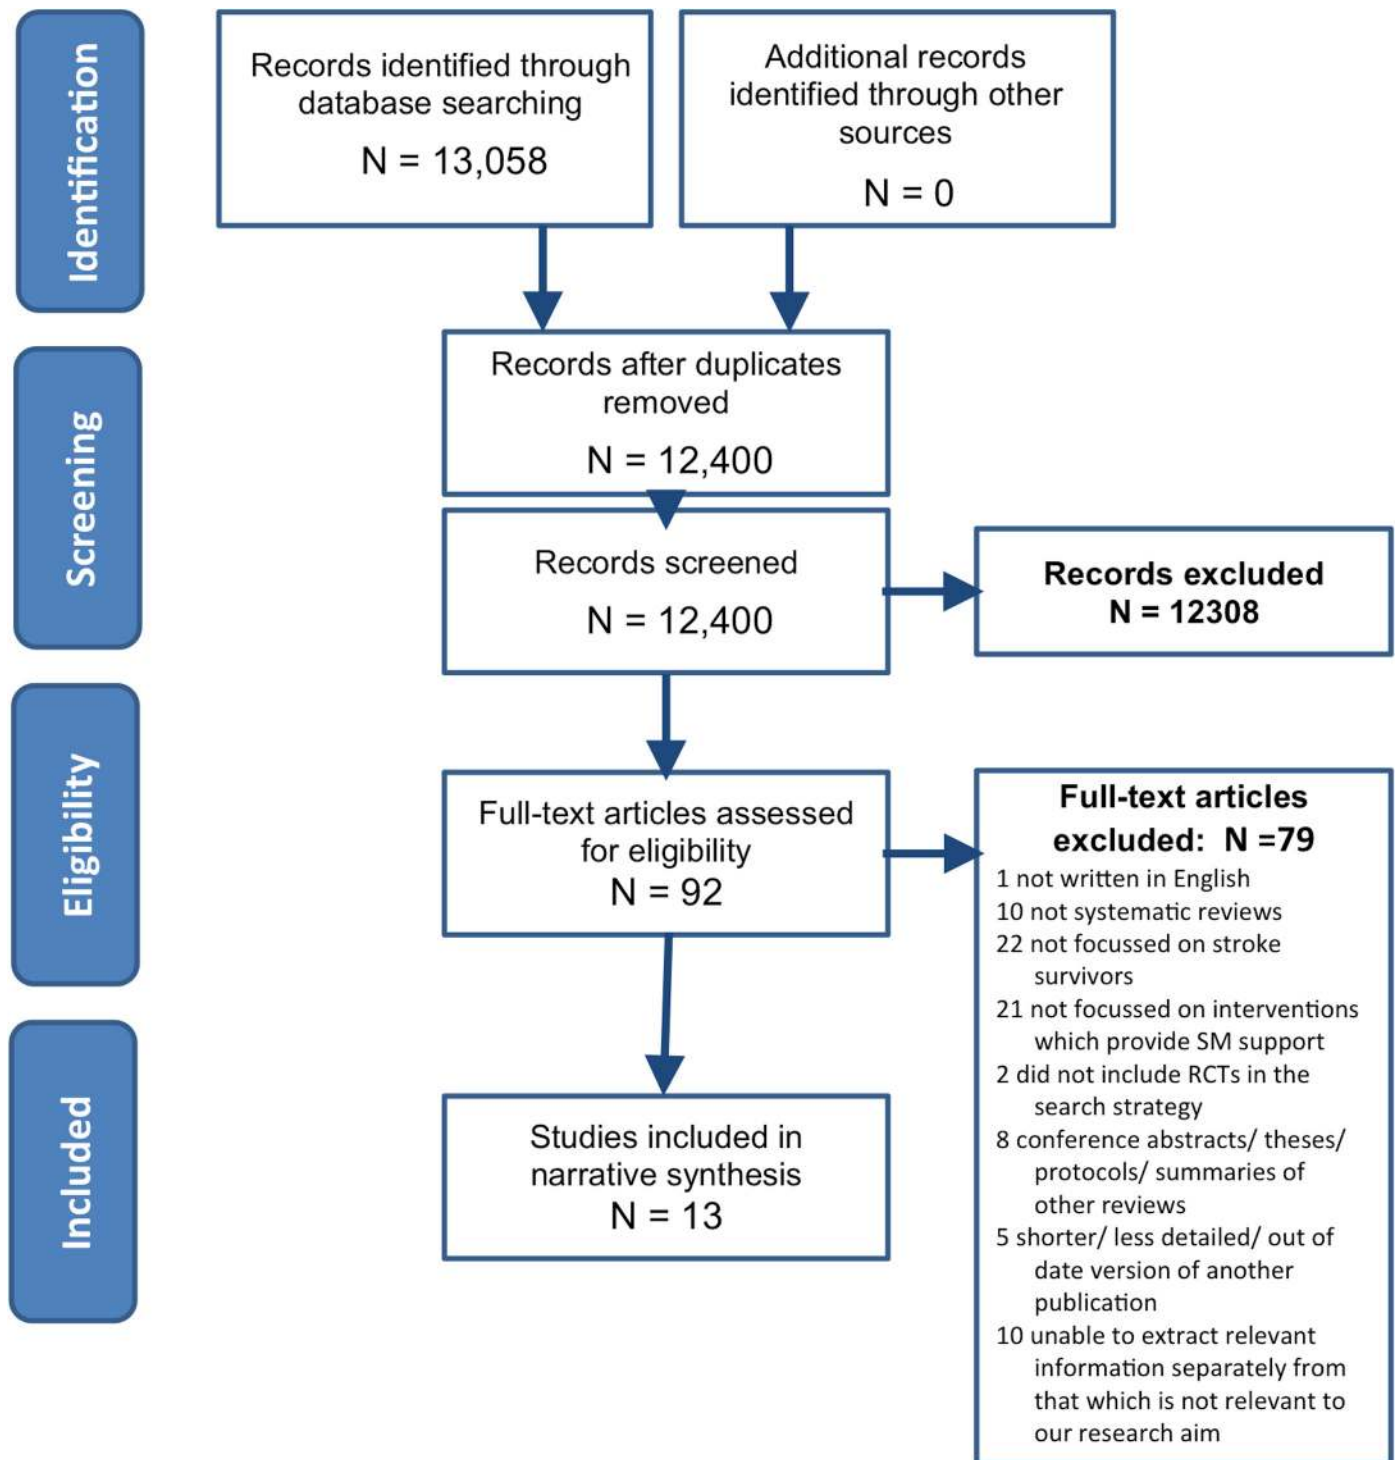 Identification
Records identified through
database searching
N = 13,058
Additional records
identified through other
sources
N = 0
Screening
Records after duplicates
removed
N = 12,400
Records screened
N = 12,400
Records excluded
N = 12308
Eligibility
Full-text articles assessed
for eligibility
N = 92
Full-text articles
excluded: N =79
1 not written in English
10 not systematic reviews
22 not focussed on stroke
survivors
21 not focussed on interventions
which provide SM support
2 did not include RCTs in the
search strategy
8 conference abstracts/ theses/
protocols/ summaries of
other reviews
5 shorter/ less detailed/ out of
date version of another
publication
10 unable to extract relevant
information separately from
that which is not relevant to
our research aim
Included
Studies included in
narrative synthesis
N = 13